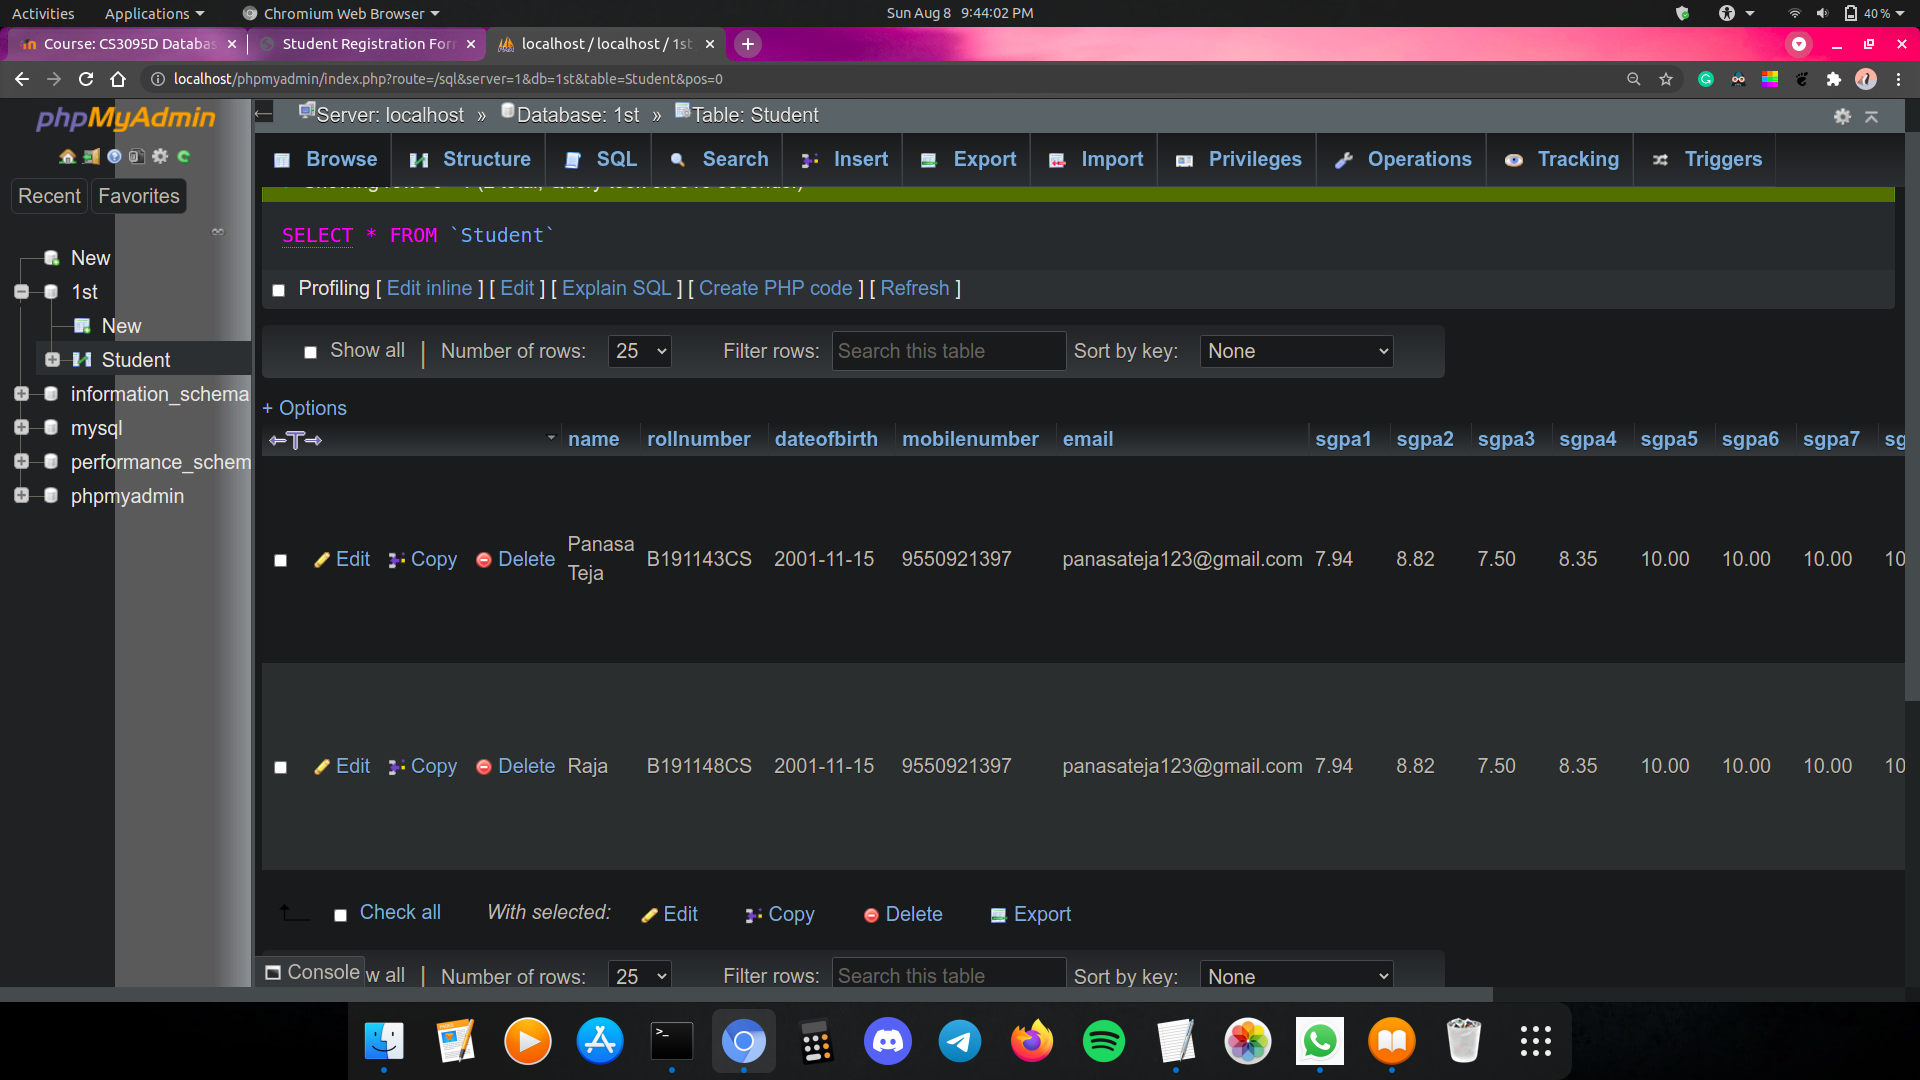 Activities Applications Chromium Web Browser Sun Aug 8 9:44:02 PM 40 %
Course: CS3095D Databas Student Registration Forr localhost / localhost / 1st
localhost/phpmyadmin/index.php?route=/sql&server=1&db=1st&table=Student&pos=0
phpMyAdmin
Recent Favorites
New
1st
New
Student
information_schema
mysql
performance_schem
phpmyadmin
Server: localhost » Database: 1st » Table: Student
Browse Structure SQL Search Insert Export Import Privileges Operations Tracking Triggers
SELECT * FROM `Student`
Profiling [ Edit inline ] [ Edit ] [ Explain SQL ] [ Create PHP code ] [ Refresh ]
Show all | Number of rows: 25 Filter rows: Search this table Sort by key: None
+ Options
←T→ name rollnumber dateofbirth mobilenumber email sgpa1 sgpa2 sgpa3 sgpa4 sgpa5 sgpa6 sgpa7 sg
Edit Copy Delete Panasa Teja B191143CS 2001-11-15 9550921397 panasateja123@gmail.com 7.94 8.82 7.50 8.35 10.00 10.00 10.00 10
Edit Copy Delete Raja B191148CS 2001-11-15 9550921397 panasateja123@gmail.com 7.94 8.82 7.50 8.35 10.00 10.00 10.00 10
Check all With selected: Edit Copy Delete Export
Console w all | Number of rows: 25 Filter rows: Search this table Sort by key: None